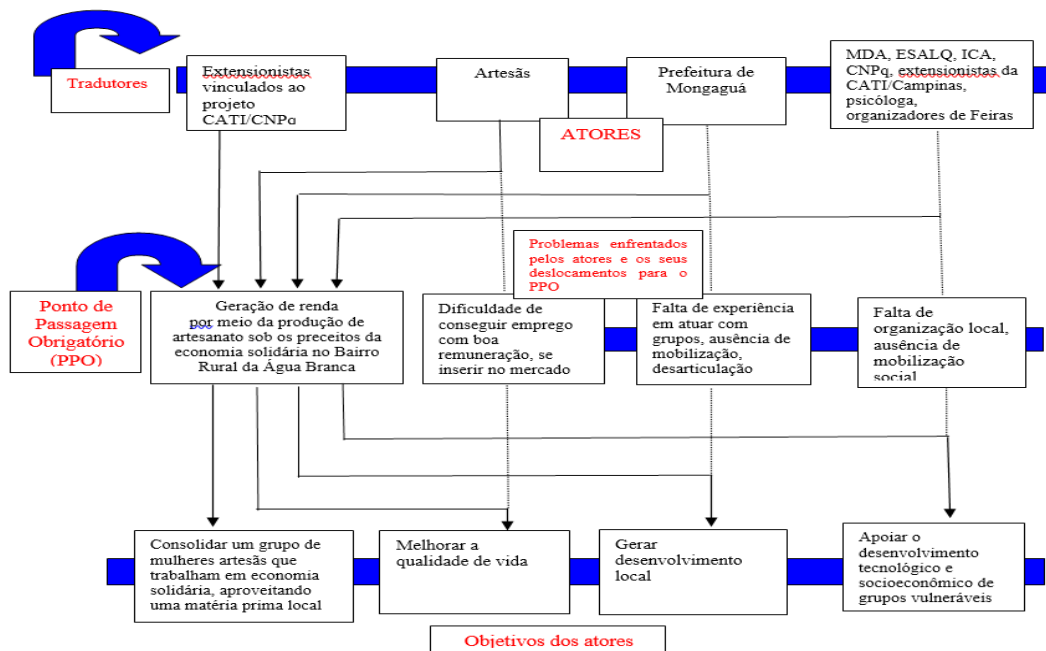 Tradutores
Extensionistas
vinculados ao
projeto
CATI/CNPq
Artesãs
Prefeitura de
Mongaguá
MDA, ESALQ, ICA,
CNPq, extensionistas da
CATI/Campinas,
psicóloga,
organizadores de Feiras
ATORES
Problemas enfrentados
pelos atores e os seus
deslocamentos para o
PPO
Ponto de
Passagem
Obrigatório
(PPO)
Geração de renda
por meio da produção de
artesanato sob os preceitos da
economia solidária no Bairro
Rural da Água Branca
Dificuldade de
conseguir emprego
com boa
remuneração, se
inserir no mercado
Falta de experiência
em atuar com
grupos, ausência de
mobilização,
desarticulação
Falta de
organização local,
ausência de
mobilização
social
Consolidar um grupo de
mulheres artesãs que
trabalham em economia
solidária, aproveitando
uma matéria prima local
Melhorar a
qualidade de vida
Gerar
desenvolvimento
local
Apoiar o
desenvolvimento
tecnológico e
socioeconômico de
grupos vulneráveis
Objetivos dos atores